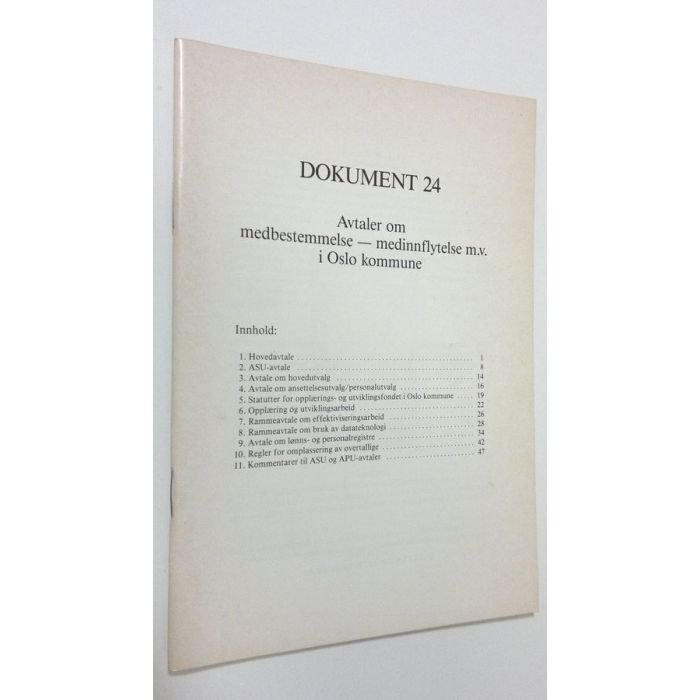 DOKUMENT 24
Avtaler om
medbestemmelse — medinnflytelse m.v.
i Oslo kommune
Innhold:
1. Hovedavtale ........ 1
2. ASU-avtale ........ 8
3. Avtale om hovedutvalg ........ 14
4. Avtale om ansettelsesutvalg/personalutvalg ........ 16
5. Statutter for opplærings- og utviklingsfondet i Oslo kommune ..... 19
6. Opplæring og utviklingsarbeid ........ 22
7. Rammeavtale om effektiviseringsarbeid ........ 26
8. Rammeavtale om bruk av datateknologi ........ 28
9. Avtale om lønns- og personalregistre ........ 34
10. Regler for omplassering av overtallige ........ 42
11. Kommentarer til ASU og APU-avtaler ........ 47